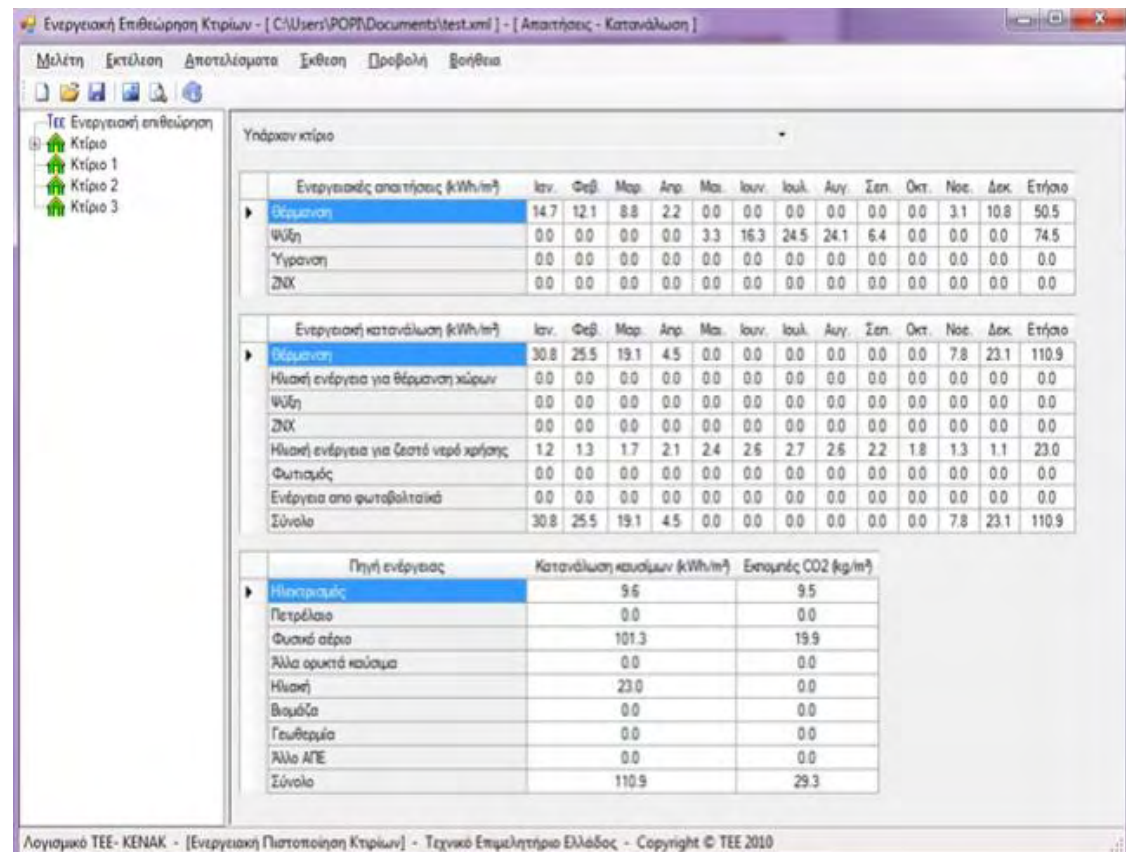 Ενεργειακή Επιθεώρηση Κτιρίων - [ C:\Users\POPI\Documents\test.xml ] - [ Απαιτήσεις - Κατανάλωση ]
Μελέτη Εκτέλεση Αποτελέσματα Έκθεση Προβολή Βοήθεια
ΤΕΕ Ενεργειακή επιθεώρηση
Κτίριο
Κτίριο 1
Κτίριο 2
Κτίριο 3
Υπάρχον κτίριο
Ενεργειακές απαιτήσεις (kWh/m²) Ιαν. Φεβ. Μαρ. Απρ. Μαι. Ιουν. Ιουλ. Αυγ. Σεπ. Οκτ. Νοε. Δεκ. Ετήσιο
Θέρμανση 14.7 12.1 8.8 2.2 0.0 0.0 0.0 0.0 0.0 0.0 3.1 10.8 50.5
Ψύξη 0.0 0.0 0.0 0.0 3.3 16.3 24.5 24.1 6.4 0.0 0.0 0.0 74.5
Ύγρανση 0.0 0.0 0.0 0.0 0.0 0.0 0.0 0.0 0.0 0.0 0.0 0.0 0.0
ΖΝΧ 0.0 0.0 0.0 0.0 0.0 0.0 0.0 0.0 0.0 0.0 0.0 0.0 0.0
Ενεργειακή κατανάλωση (kWh/m²) Ιαν. Φεβ. Μαρ. Απρ. Μαι. Ιουν. Ιουλ. Αυγ. Σεπ. Οκτ. Νοε. Δεκ. Ετήσιο
Θέρμανση 30.8 25.5 19.1 4.5 0.0 0.0 0.0 0.0 0.0 0.0 7.8 23.1 110.9
Ηλιακή ενέργεια για θέρμανση χώρων 0.0 0.0 0.0 0.0 0.0 0.0 0.0 0.0 0.0 0.0 0.0 0.0 0.0
Ψύξη 0.0 0.0 0.0 0.0 0.0 0.0 0.0 0.0 0.0 0.0 0.0 0.0 0.0
ΖΝΧ 0.0 0.0 0.0 0.0 0.0 0.0 0.0 0.0 0.0 0.0 0.0 0.0 0.0
Ηλιακή ενέργεια για ζεστό νερό χρήσης 1.2 1.3 1.7 2.1 2.4 2.6 2.7 2.6 2.2 1.8 1.3 1.1 23.0
Φωτισμός 0.0 0.0 0.0 0.0 0.0 0.0 0.0 0.0 0.0 0.0 0.0 0.0 0.0
Ενέργεια απο φωτοβολταϊκά 0.0 0.0 0.0 0.0 0.0 0.0 0.0 0.0 0.0 0.0 0.0 0.0 0.0
Σύνολο 30.8 25.5 19.1 4.5 0.0 0.0 0.0 0.0 0.0 0.0 7.8 23.1 110.9
Πηγή ενέργειας Κατανάλωση καυσίμων (kWh/m²) Εκπομπές CO2 (kg/m²)
Ηλεκτρισμός 9.6 9.5
Πετρέλαιο 0.0 0.0
Φυσικό αέριο 101.3 19.9
Άλλα ορυκτά καύσιμα 0.0 0.0
Ηλιακή 23.0 0.0
Βιομάζα 0.0 0.0
Γεωθερμία 0.0 0.0
Άλλο ΑΠΕ 0.0 0.0
Σύνολο 110.9 29.3
Λογισμικό ΤΕΕ- ΚΕΝΑΚ - [Ενεργειακή Πιστοποίηση Κτιρίων] - Τεχνικό Επιμελητήριο Ελλάδος - Copyright © TEE 2010